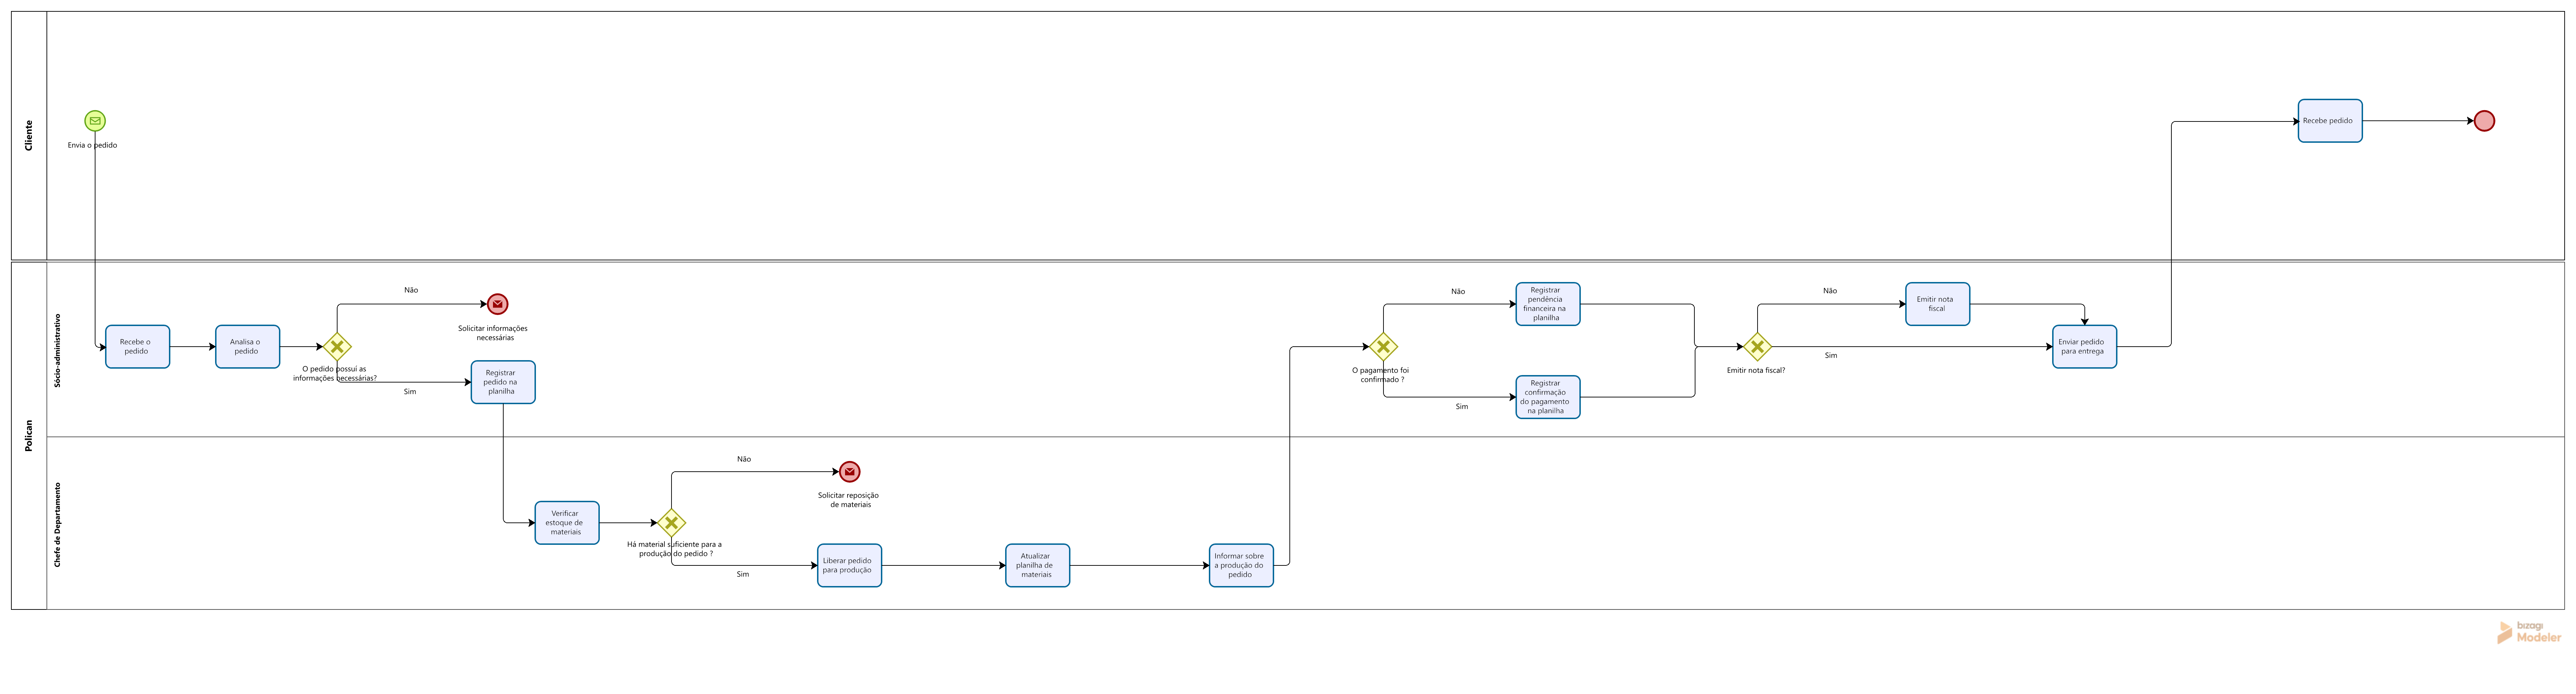 Cliente
Envia o pedido
Recebe pedido
Polican
Sócio-administrativo
Recebe o
pedido
Analisa o
pedido
O pedido possuí as
informações necessárias?
Não
Solicitar informações
necessárias
Sim
Registrar
pedido na
planilha
O pagamento foi
confirmado ?
Não
Registrar
pendência
financeira na
planilha
Sim
Registrar
confirmação
do pagamento
na planilha
Emitir nota fiscal?
Não
Emitir nota
fiscal
Sim
Enviar pedido
para entrega
Chefe de Departamento
Verificar
estoque de
materiais
Há material suficiente para a
produção do pedido ?
Não
Solicitar reposição
de materiais
Sim
Liberar pedido
para produção
Atualizar
planilha de
materiais
Informar sobre
a produção do
pedido
bizagi
Modeler